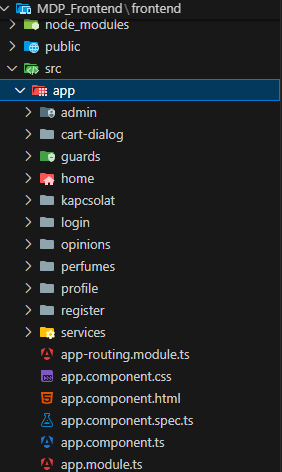 MDP_Frontend \ frontend
node_modules
public
src
app
admin
cart-dialog
guards
home
kapcsolat
login
opinions
perfumes
profile
register
services
app-routing.module.ts
app.component.css
app.component.html
app.component.spec.ts
app.component.ts
app.module.ts